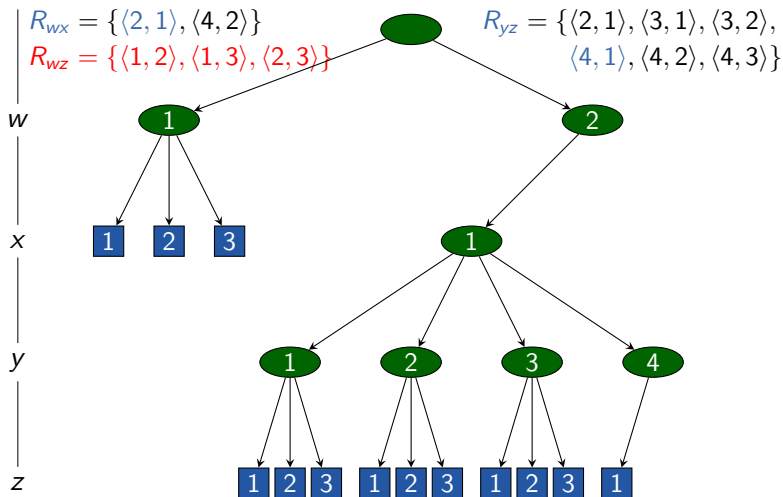 R_wx = {⟨2, 1⟩, ⟨4, 2⟩}
R_wz = {⟨1, 2⟩, ⟨1, 3⟩, ⟨2, 3⟩}
R_yz = {⟨2, 1⟩, ⟨3, 1⟩, ⟨3, 2⟩,
⟨4, 1⟩, ⟨4, 2⟩, ⟨4, 3⟩}
w 1 2
x 1 2 3 1
y 1 2 3 4
z 1 2 3 1 2 3 1 2 3 1